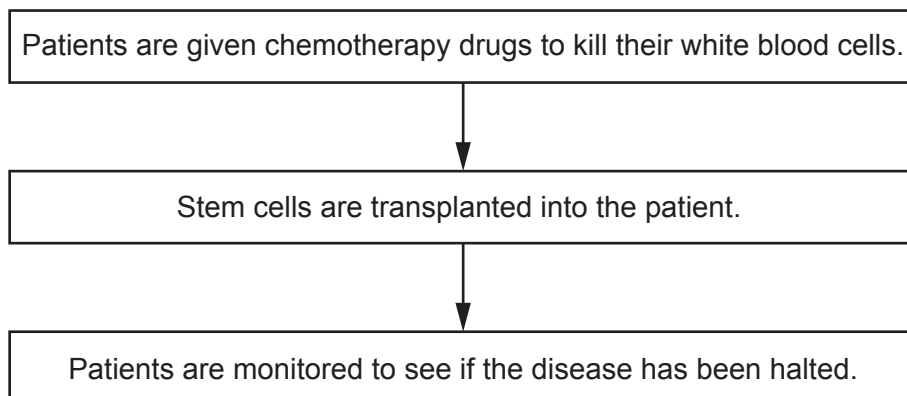 Patients are given chemotherapy drugs to kill their white blood cells.
Stem cells are transplanted into the patient.
Patients are monitored to see if the disease has been halted.